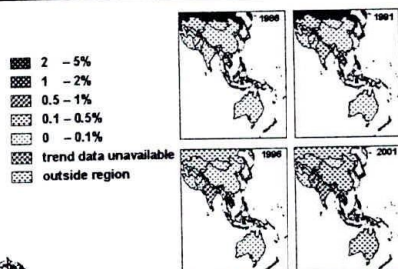 1986
1991
2 – 5%
1 – 2%
0.5 – 1%
0.1 – 0.5%
0 – 0.1%
trend data unavailable
outside region
1996
2001